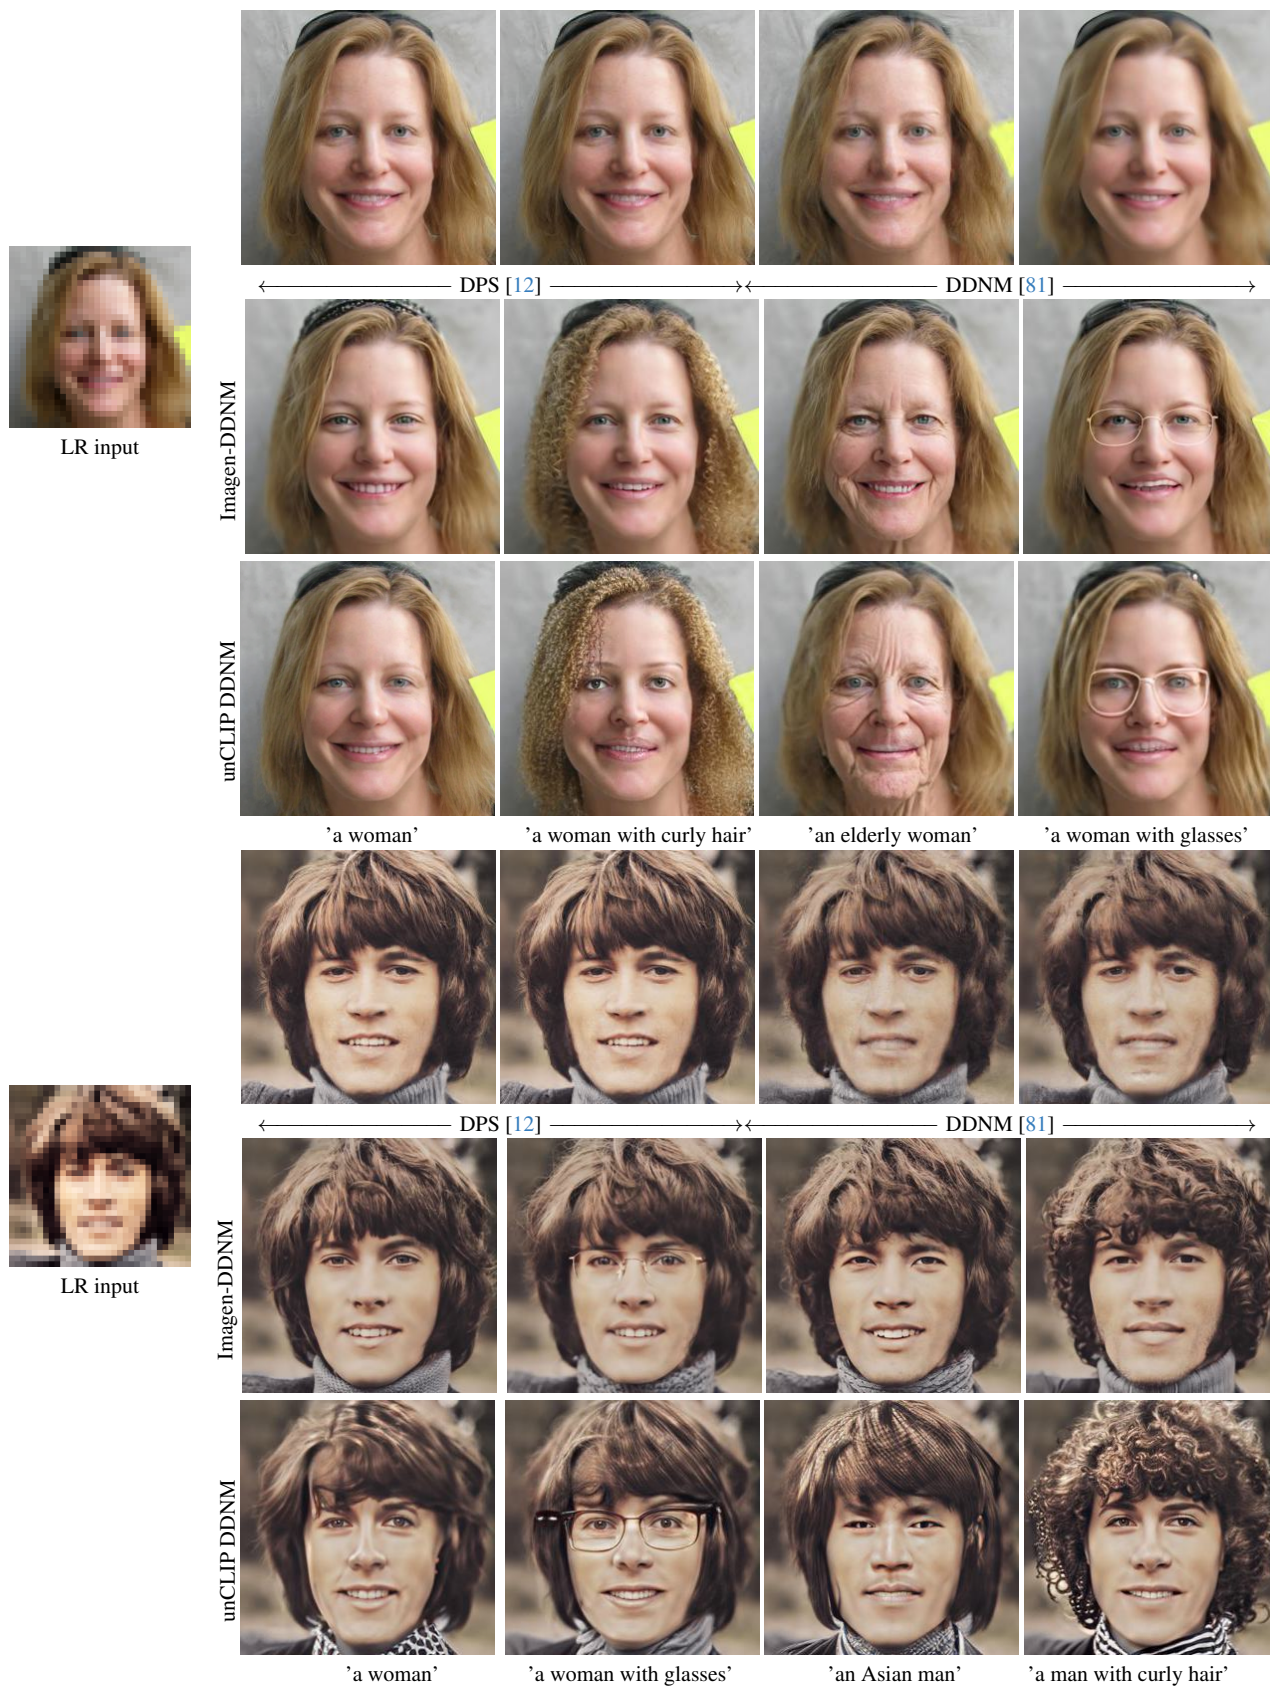 DPS [12]
DDNM [81]
LR input
Imagen-DDNM
unCLIP DDNM
’a woman’
’a woman with curly hair’
’an elderly woman’
’a woman with glasses’
DPS [12]
DDNM [81]
LR input
Imagen-DDNM
unCLIP DDNM
’a woman’
’a woman with glasses’
’an Asian man’
’a man with curly hair’